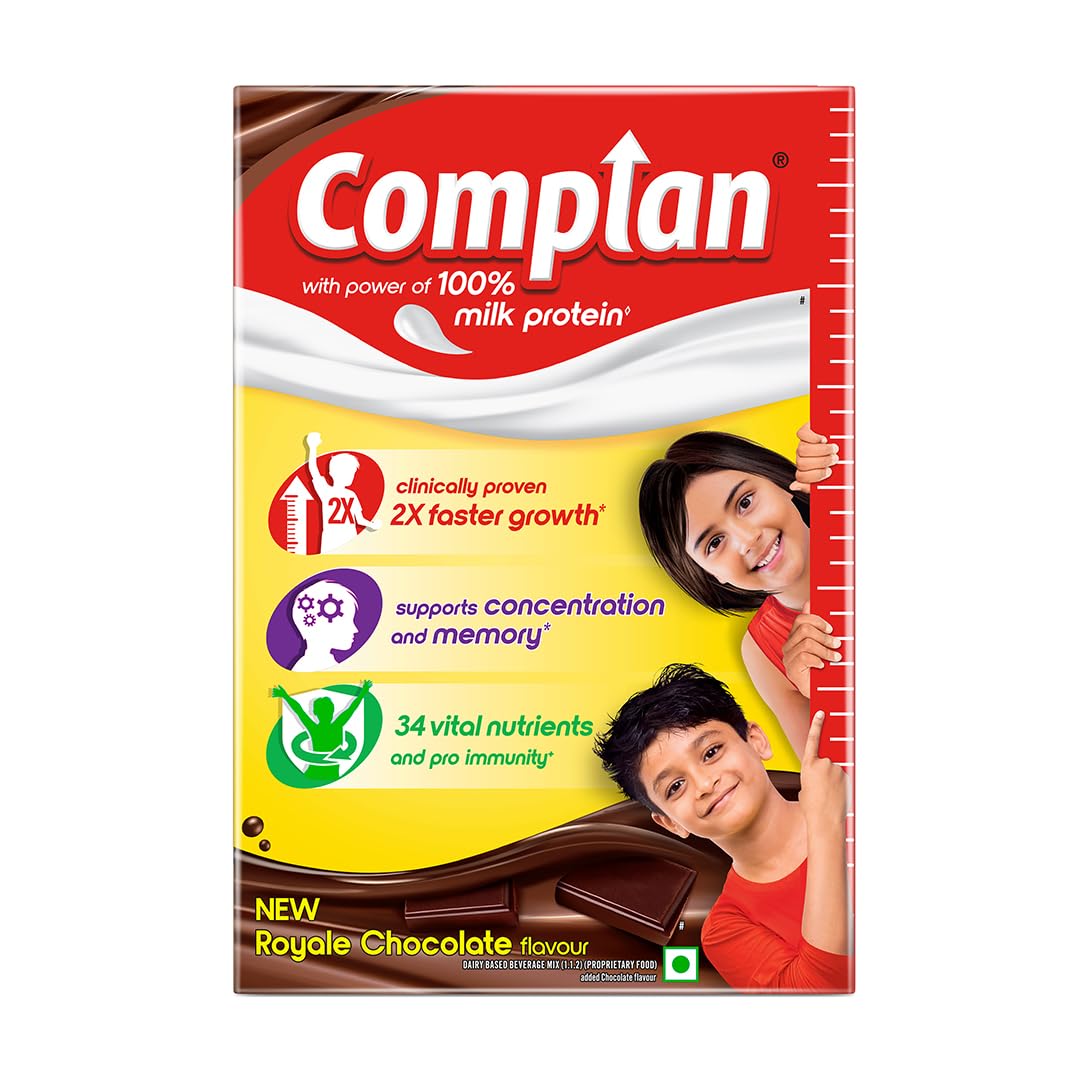 Complan®
with power of 100%
milk protein◊
#
2X
clinically proven
2X faster growth*
supports concentration
and memory*
34 vital nutrients
and pro immunity+
NEW
Royale Chocolate flavour
#
DAIRY BASED BEVERAGE MIX (1.1.2) (PROPRIETARY FOOD)
added Chocolate flavour